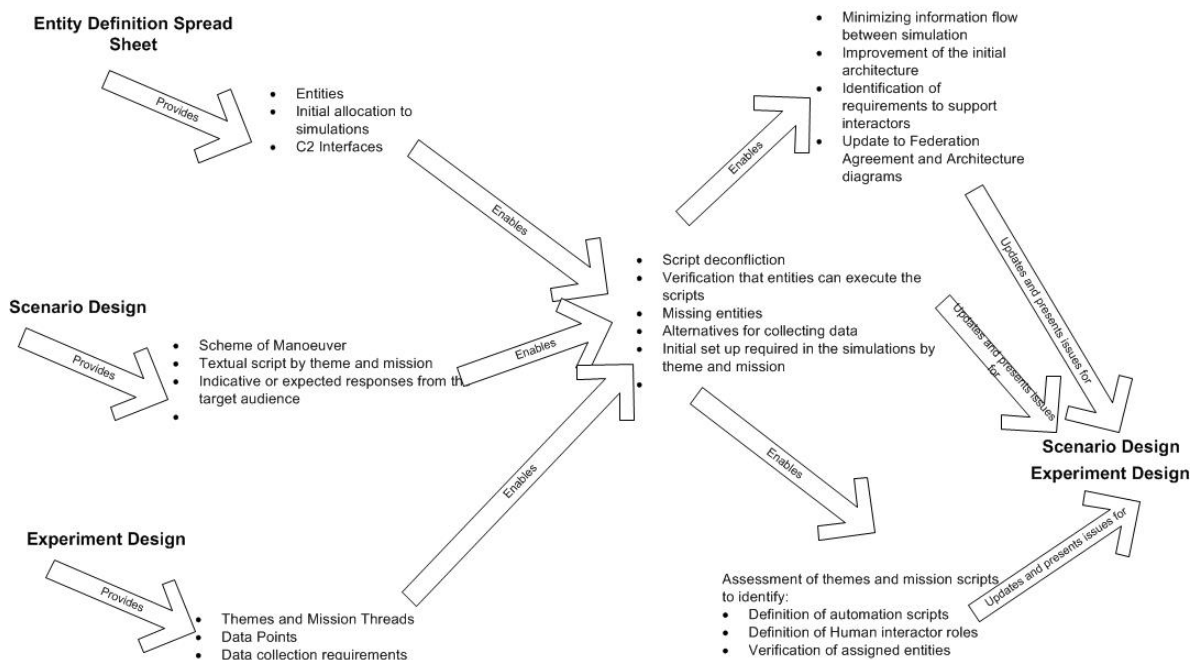 Entity Definition Spread
Sheet
Provides
• Entities
• Initial allocation to
simulations
• C2 Interfaces
Enables
Scenario Design
Provides
• Scheme of Manoeuver
• Textual script by theme and mission
• Indicative or expected responses from th
target audience
•
Enables
Experiment Design
Provides
• Themes and Mission Threads
• Data Points
• Data collection requirements
Enables
• Script deconfliction
• Verification that entities can execute the
scripts
• Missing entities
• Alternatives for collecting data
• Initial set up required in the simulations by
theme and mission
•
Enables
• Minimizing information flow
between simulation
• Improvement of the initial
architecture
• Identification of
requirements to support
interactors
• Update to Federation
Agreement and Architecture
diagrams
Updates and presents issues for
Updates and presents issues
for
Enables
Assessment of themes and mission scripts
to identify:
• Definition of automation scripts
• Definition of Human interactor roles
• Verification of assigned entities
Updates and presents issues for
Scenario Design
Experiment Design